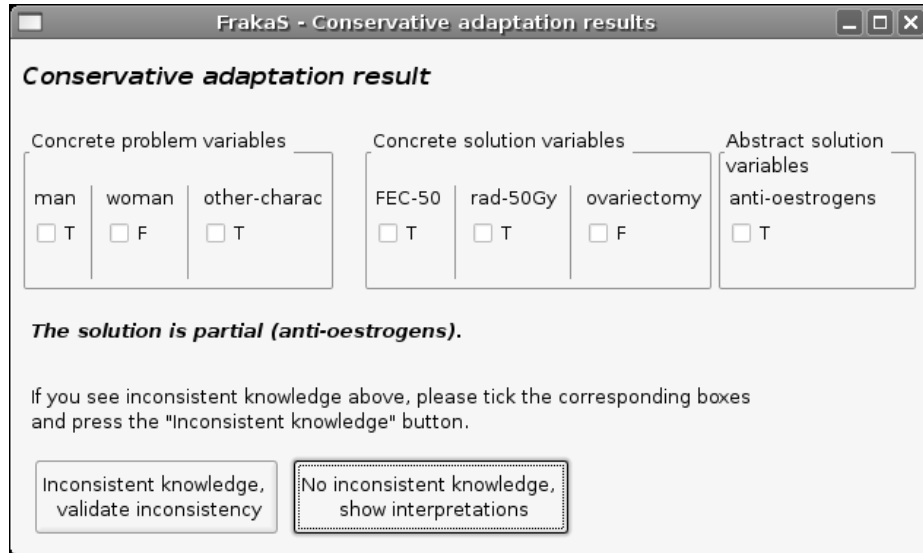 FrakaS - Conservative adaptation results
Conservative adaptation result
Concrete problem variables
man woman other-charac
T F T
Concrete solution variables
FEC-50 rad-50Gy ovariectomy
T T F
Abstract solution
variables
anti-oestrogens
T
The solution is partial (anti-oestrogens).
If you see inconsistent knowledge above, please tick the corresponding boxes
and press the "Inconsistent knowledge" button.
Inconsistent knowledge,
validate inconsistency
No inconsistent knowledge,
show interpretations